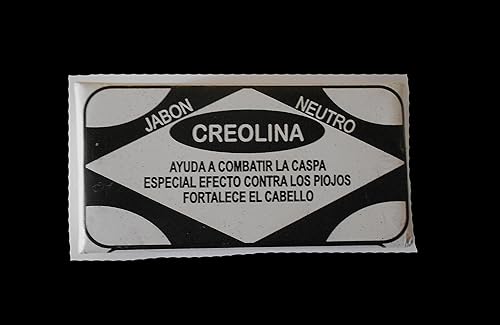 JABON NEUTRO
CREOLINA
AYUDA A COMBATIR LA CASPA
ESPECIAL EFECTO CONTRA LOS PIOJOS
FORTALECE EL CABELLO